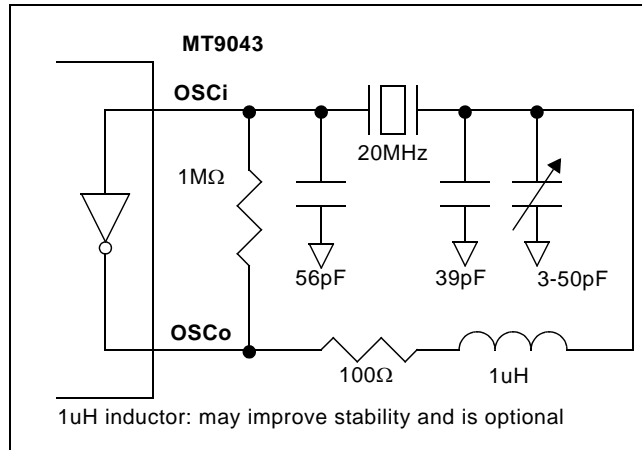 MT9043
OSCi
20MHz
1MΩ
56pF
39pF
3-50pF
OSCo
100Ω
1uH
1uH inductor: may improve stability and is optional